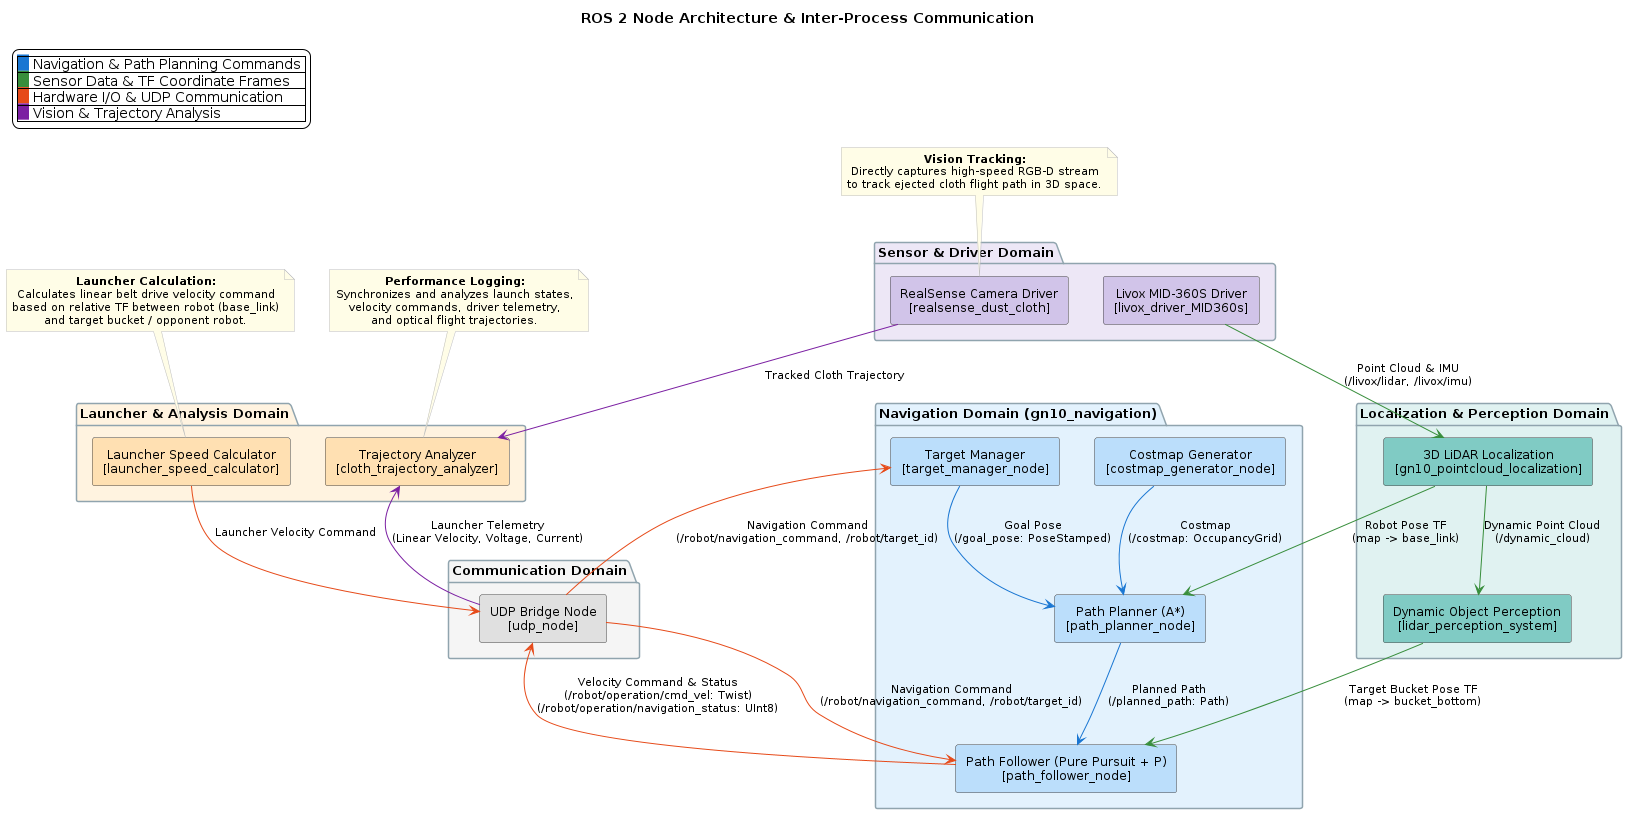 ROS 2 Node Architecture & Inter-Process Communication
Navigation & Path Planning Commands
Sensor Data & TF Coordinate Frames
Hardware I/O & UDP Communication
Vision & Trajectory Analysis
Vision Tracking:
Directly captures high-speed RGB-D stream
to track ejected cloth flight path in 3D space.
Sensor & Driver Domain
RealSense Camera Driver
[realsense_dust_cloth]
Livox MID-360S Driver
[livox_driver_MID360s]
Launcher Calculation:
Calculates linear belt drive velocity command
based on relative TF between robot (base_link)
and target bucket / opponent robot.
Performance Logging:
Synchronizes and analyzes launch states,
velocity commands, driver telemetry,
and optical flight trajectories.
Tracked Cloth Trajectory
Point Cloud & IMU
(/livox/lidar, /livox/imu)
Launcher & Analysis Domain
Launcher Speed Calculator
[launcher_speed_calculator]
Trajectory Analyzer
[cloth_trajectory_analyzer]
Navigation Domain (gn10_navigation)
Target Manager
[target_manager_node]
Costmap Generator
[costmap_generator_node]
Localization & Perception Domain
3D LiDAR Localization
[gn10_pointcloud_localization]
Launcher Velocity Command
Launcher Telemetry
(Linear Velocity, Voltage, Current)
Navigation Command
(/robot/navigation_command, /robot/target_id)
Goal Pose
(/goal_pose: PoseStamped)
Costmap
(/costmap: OccupancyGrid)
Robot Pose TF
(map -> base_link)
Dynamic Point Cloud
(/dynamic_cloud)
Communication Domain
UDP Bridge Node
[udp_node]
Path Planner (A*)
[path_planner_node]
Dynamic Object Perception
[lidar_perception_system]
Velocity Command & Status
(/robot/operation/cmd_vel: Twist)
(/robot/operation/navigation_status: UInt8)
Navigation Command
(/robot/navigation_command, /robot/target_id)
Planned Path
(/planned_path: Path)
Target Bucket Pose TF
(map -> bucket_bottom)
Path Follower (Pure Pursuit + P)
[path_follower_node]